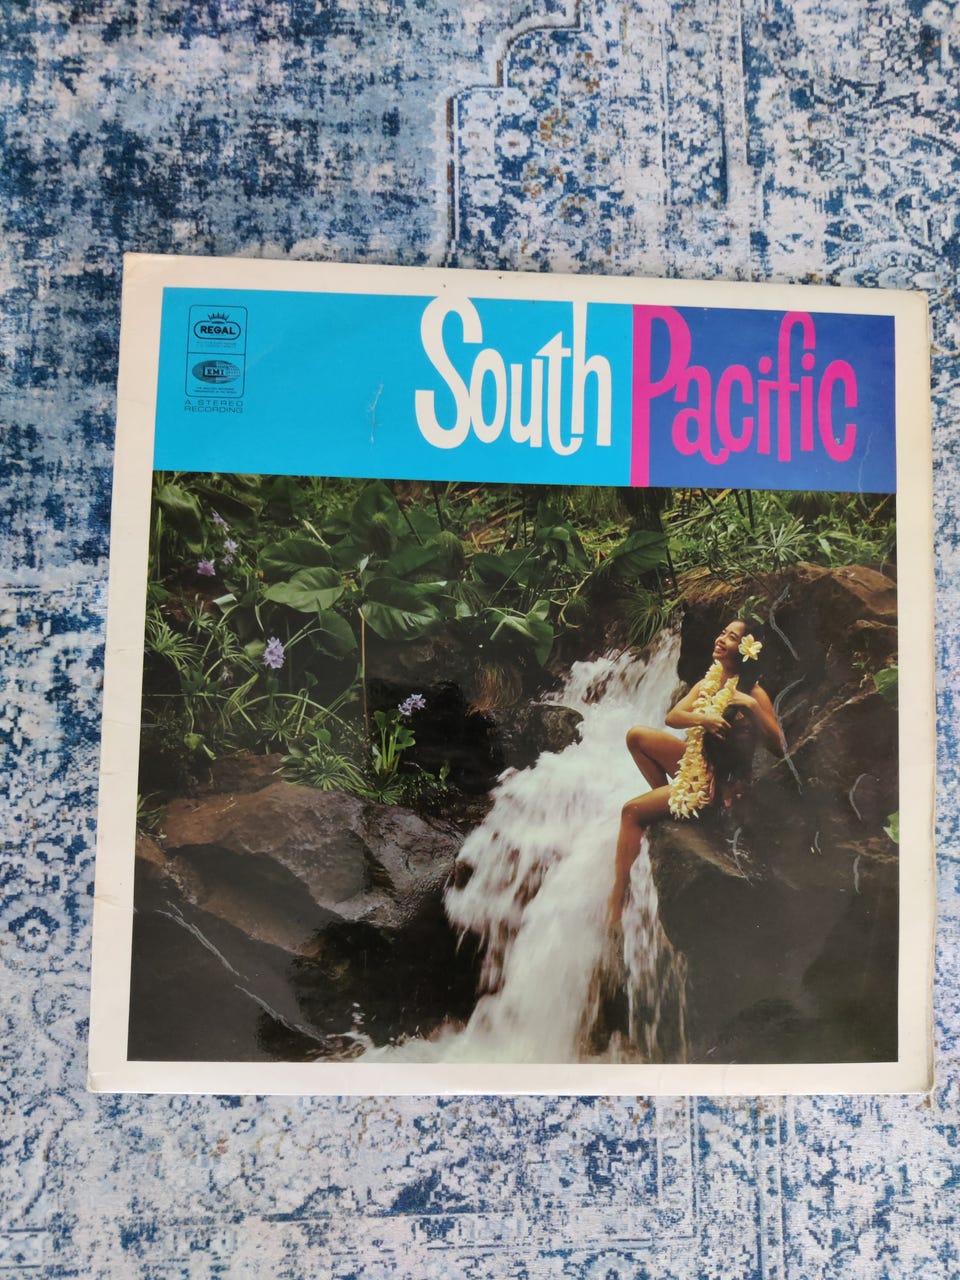 South Pacific
REGAL
EMI
A STEREO
RECORDING